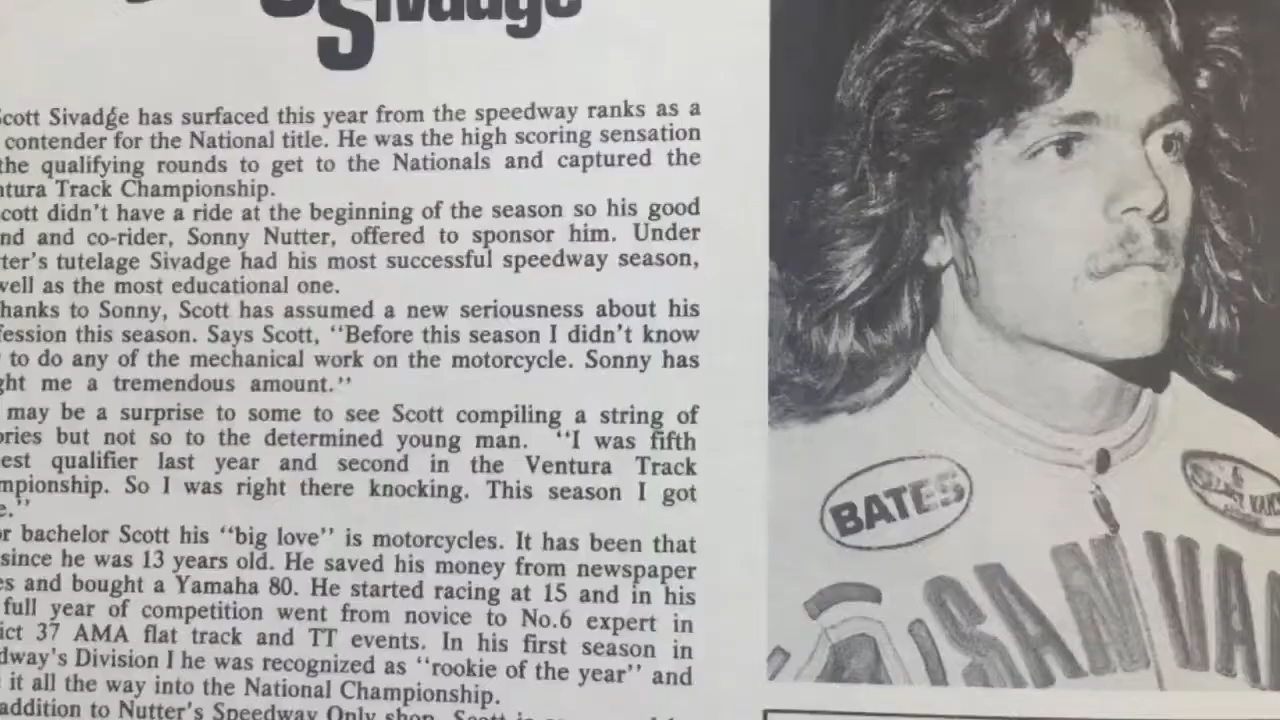 Sivadge
cott Sivadge has surfaced this year from the speedway ranks as a
contender for the National title. He was the high scoring sensation
the qualifying rounds to get to the Nationals and captured the
ntura Track Championship.
cott didn't have a ride at the beginning of the season so his good
nd and co-rider, Sonny Nutter, offered to sponsor him. Under
ter's tutelage Sivadge had his most successful speedway season,
well as the most educational one.
hanks to Sonny, Scott has assumed a new seriousness about his
fession this season. Says Scott, "Before this season I didn't know
to do any of the mechanical work on the motorcycle. Sonny has
ght me a tremendous amount."
may be a surprise to some to see Scott compiling a string of
ories but not so to the determined young man. "I was fifth
est qualifier last year and second in the Ventura Track
mpionship. So I was right there knocking. This season I got
e."
or bachelor Scott his "big love" is motorcycles. It has been that
since he was 13 years old. He saved his money from newspaper
es and bought a Yamaha 80. He started racing at 15 and in his
full year of competition went from novice to No.6 expert in
ict 37 AMA flat track and TT events. In his first season in
dway's Division I he was recognized as "rookie of the year" and
it all the way into the National Championship.
addition to Nutter's Speedway Only shop, Scott is
BATES
SAN VA